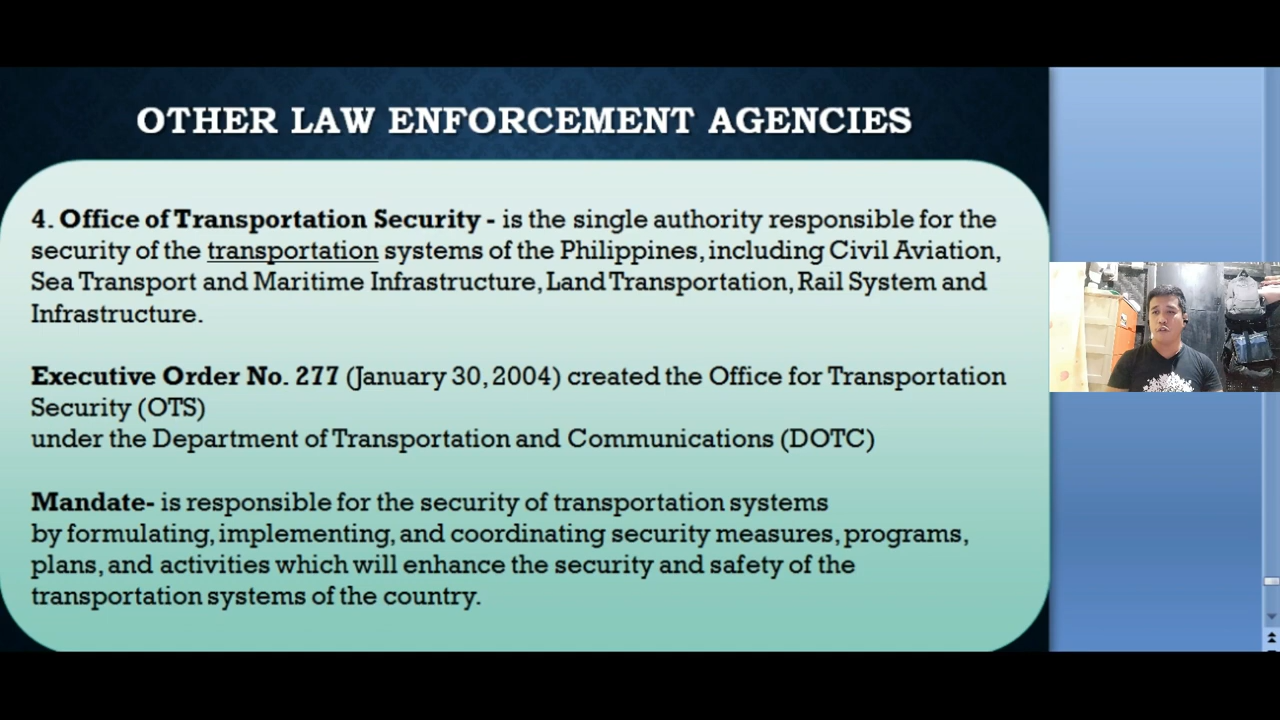 OTHER LAW ENFORCEMENT AGENCIES
4. Office of Transportation Security - is the single authority responsible for the
security of the transportation systems of the Philippines, including Civil Aviation,
Sea Transport and Maritime Infrastructure, Land Transportation, Rail System and
Infrastructure.
Executive Order No. 277 (January 30, 2004) created the Office for Transportation
Security (OTS)
under the Department of Transportation and Communications (DOTC)
Mandate- is responsible for the security of transportation systems
by formulating, implementing, and coordinating security measures, programs,
plans, and activities which will enhance the security and safety of the
transportation systems of the country.